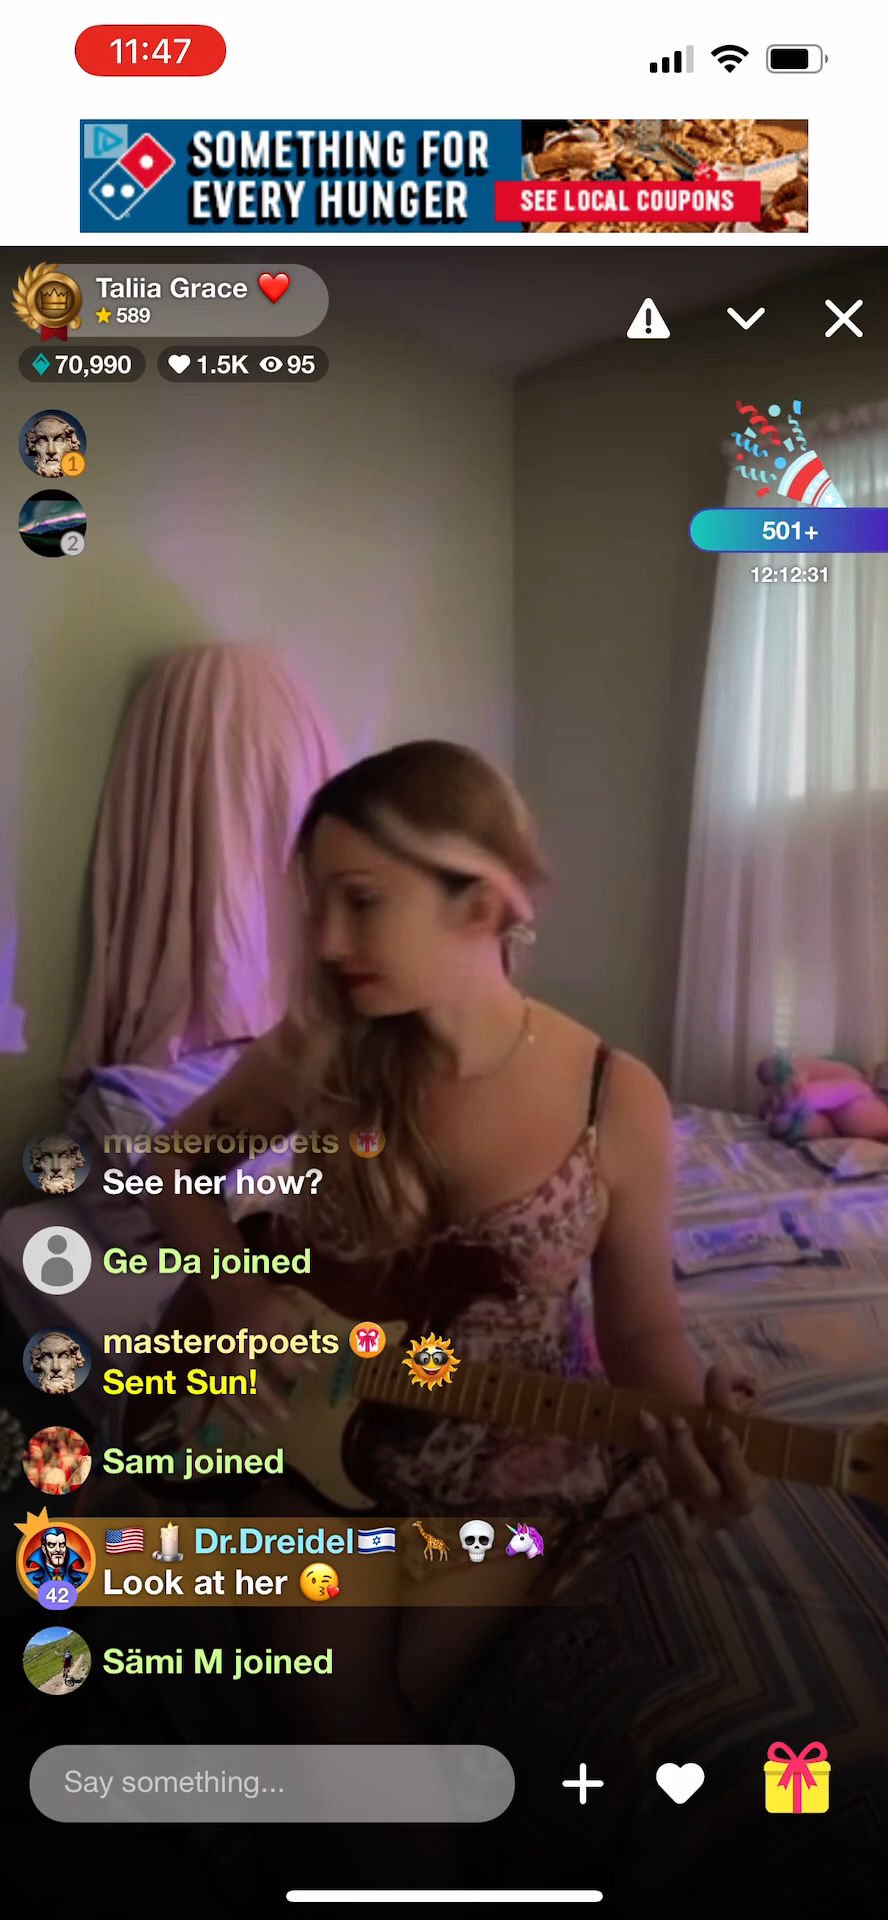 11:47
SOMETHING FOR
EVERY HUNGER
SEE LOCAL COUPONS
Taliia Grace ❤️
589
70,990
1.5K
95
1
2
501+
12:12:31
masterofpoets
See her how?
Ge Da joined
masterofpoets
Sent Sun!
Sam joined
🇺🇸🕯️Dr.Dreidel🇮🇱 🦒💀🦄
42
Look at her 😘
Sämi M joined
Say something...